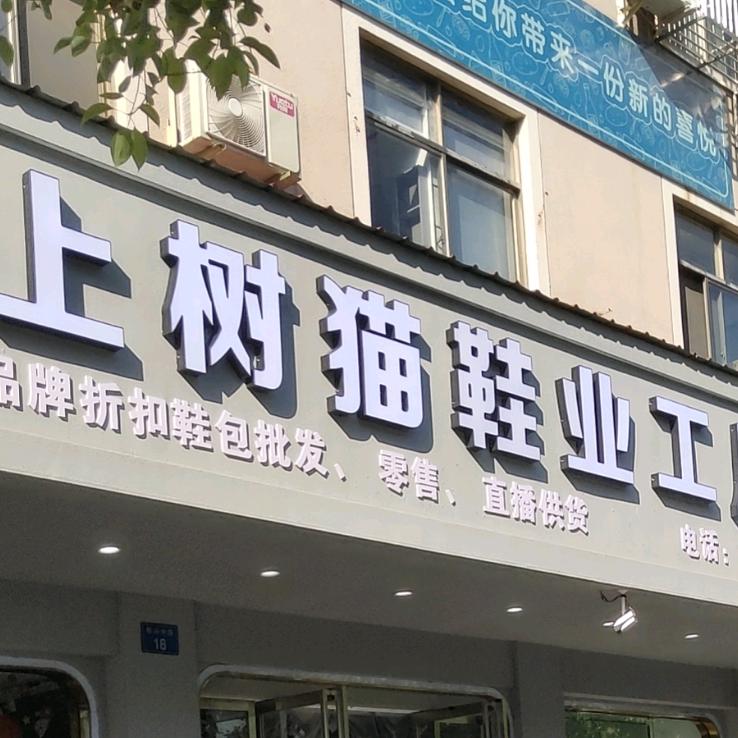 给你带来一份新的喜悦
上树猫鞋业工
品牌折扣鞋包批发、零售、直播供货
电话:
18